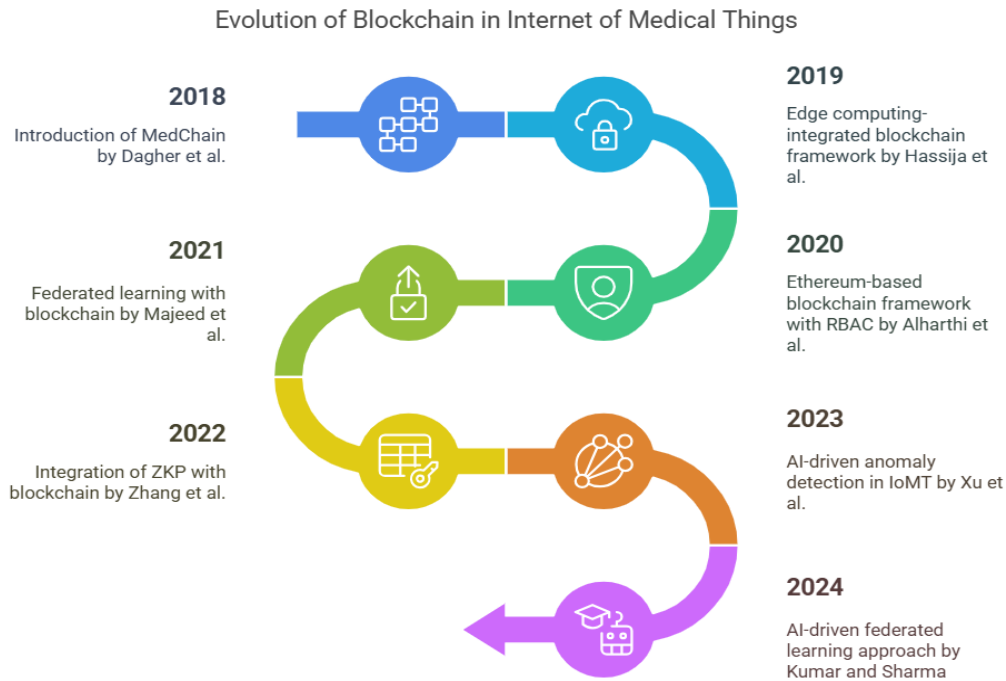 Evolution of Blockchain in Internet of Medical Things
2018
Introduction of MedChain
by Dagher et al.
2019
Edge computing-
integrated blockchain
framework by Hassija et
al.
2020
Ethereum-based
blockchain framework
with RBAC by Alharthi et
al.
2021
Federated learning with
blockchain by Majeed et
al.
2022
Integration of ZKP with
blockchain by Zhang et al.
2023
AI-driven anomaly
detection in IoMT by Xu et
al.
2024
AI-driven federated
learning approach by
Kumar and Sharma